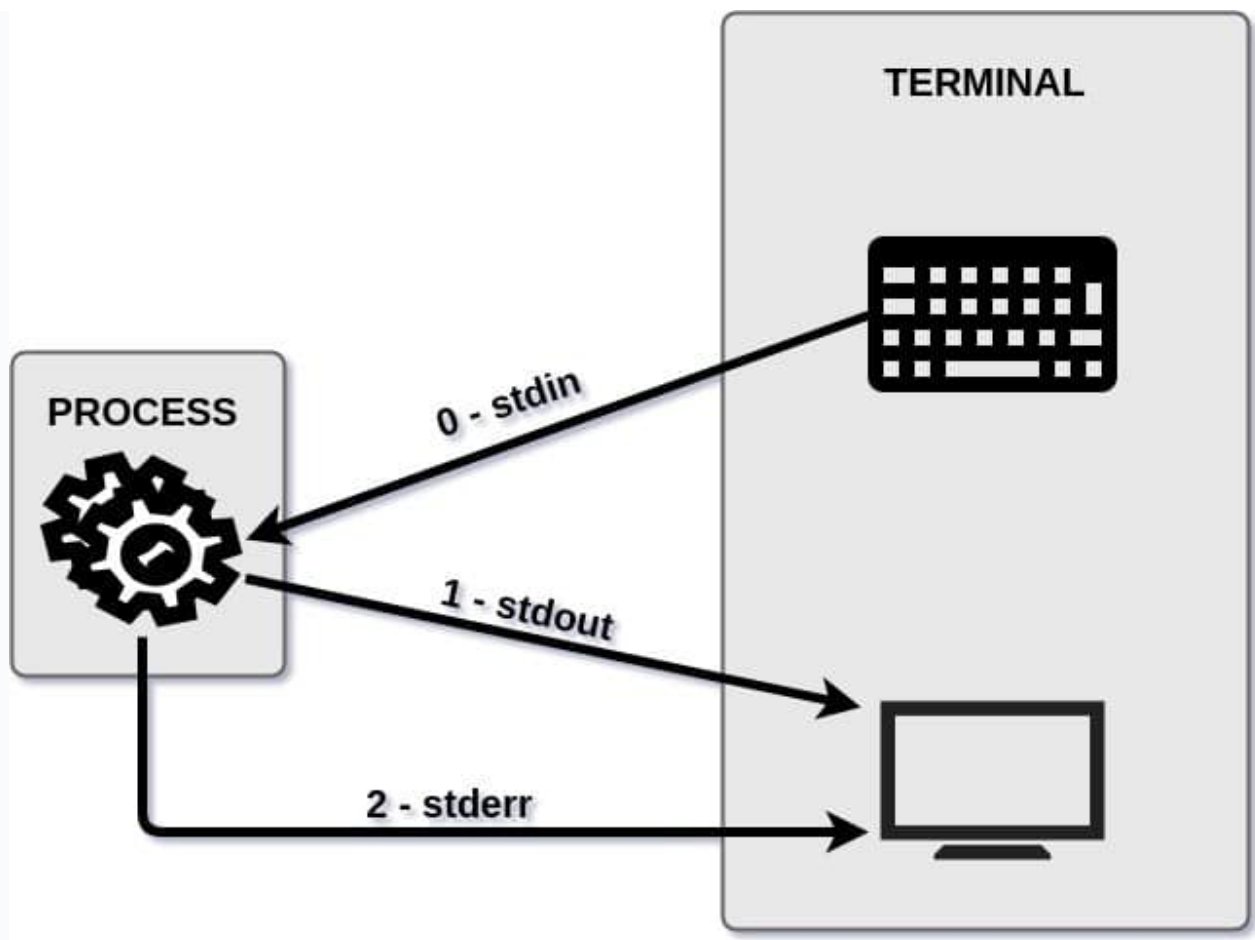 TERMINAL
PROCESS
0 - stdin
1 - stdout
2 - stderr